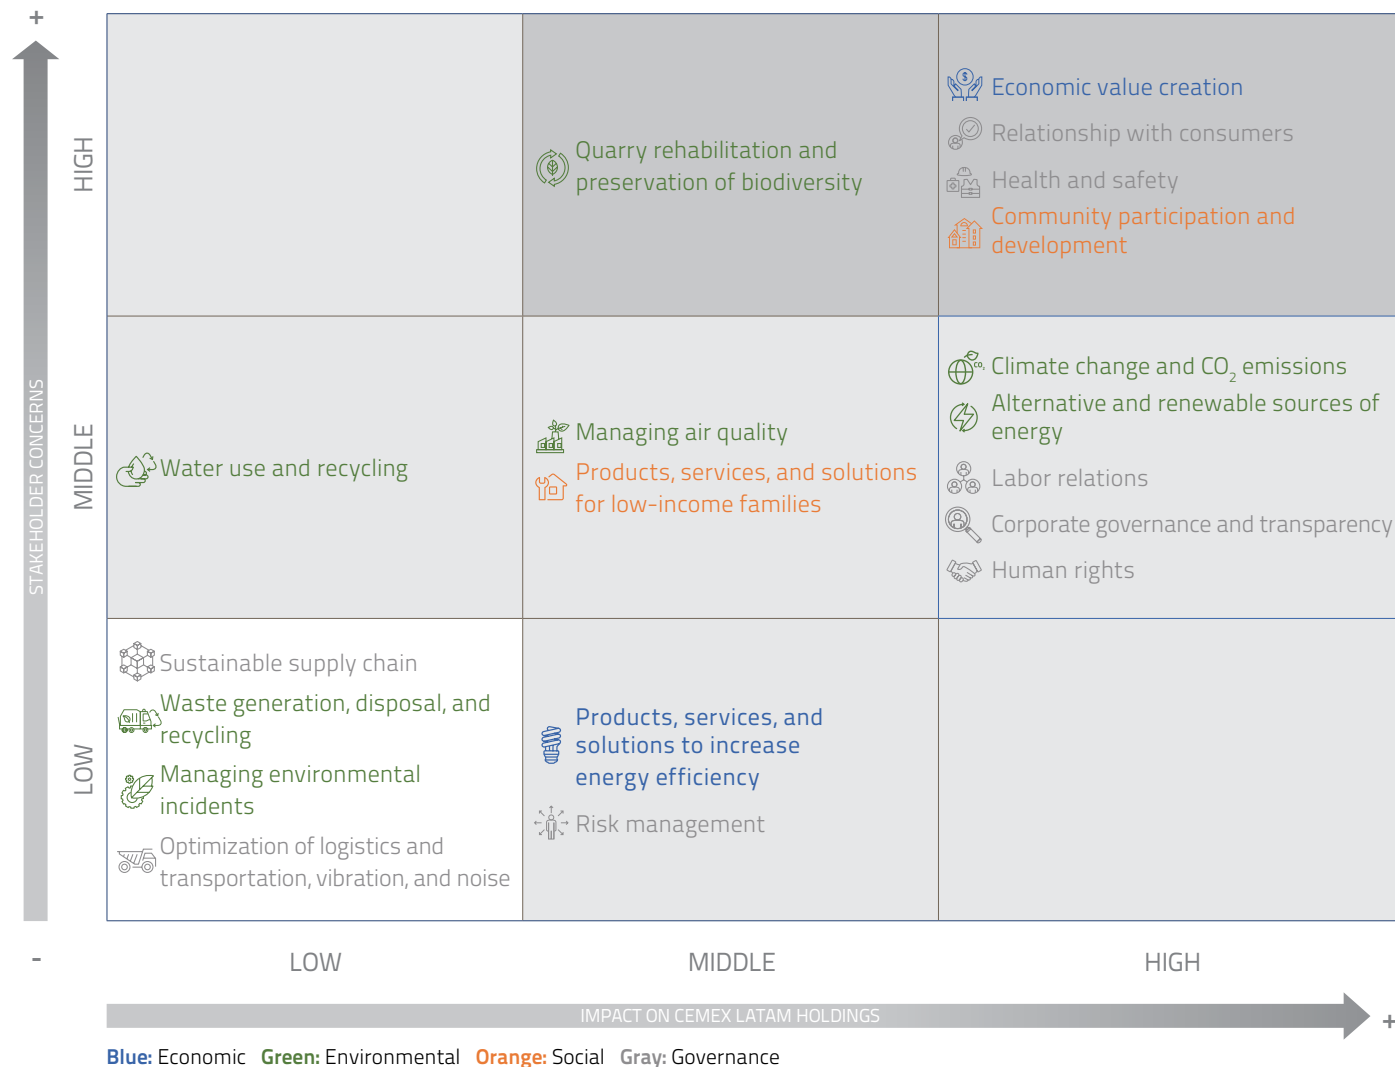 +
STAKEHOLDER CONCERNS
HIGH
Quarry rehabilitation and
preservation of biodiversity
Economic value creation
Relationship with consumers
Health and safety
Community participation and
development
MIDDLE
Water use and recycling
Managing air quality
Products, services, and solutions
for low-income families
CO₂
Climate change and CO₂ emissions
Alternative and renewable sources of
energy
Labor relations
Corporate governance and transparency
Human rights
LOW
Sustainable supply chain
Waste generation, disposal, and
recycling
Managing environmental
incidents
Optimization of logistics and
transportation, vibration, and noise
Products, services, and
solutions to increase
energy efficiency
Risk management
-
LOW
MIDDLE
HIGH
IMPACT ON CEMEX LATAM HOLDINGS
+
Blue: Economic Green: Environmental Orange: Social Gray: Governance